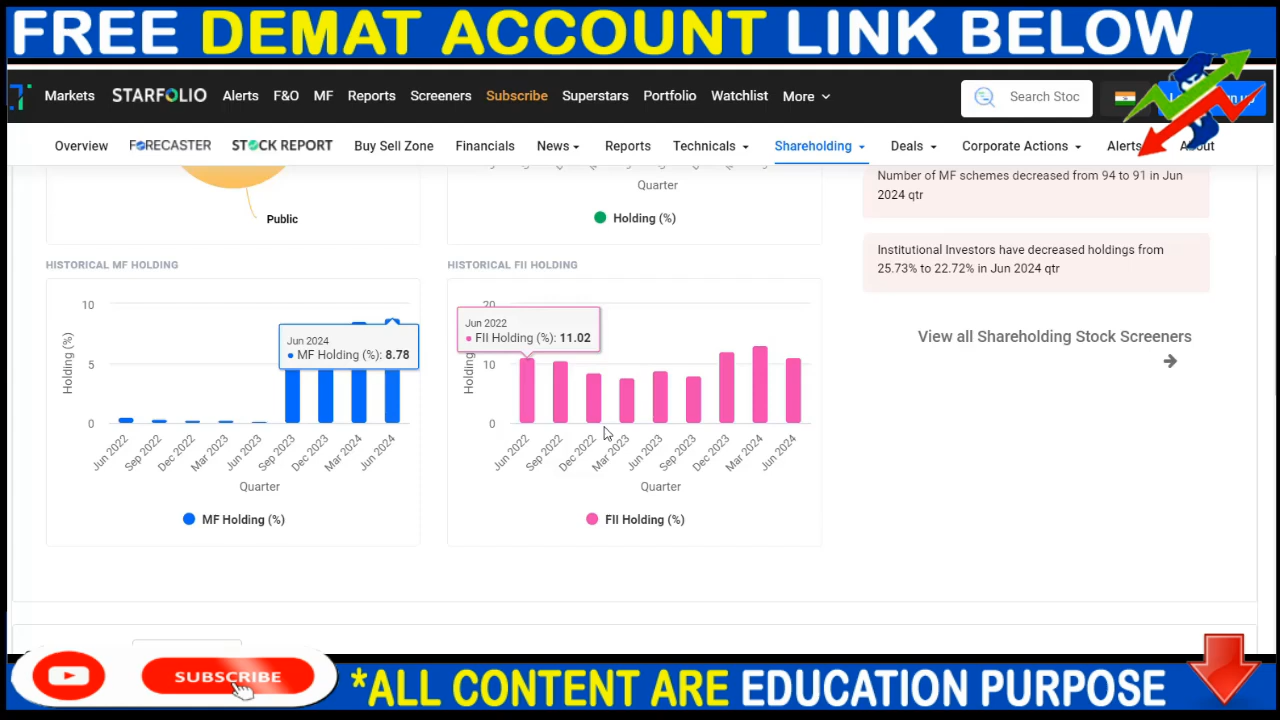 FREE DEMAT ACCOUNT LINK BELOW
Markets STARFOLIO Alerts F&O MF Reports Screeners Subscribe Superstars Portfolio Watchlist More Search Stoc
Overview FORECASTER STOCK REPORT Buy Sell Zone Financials News Reports Technicals Shareholding Deals Corporate Actions Alerts About
Public
Quarter
Holding (%)
Number of MF schemes decreased from 94 to 91 in Jun
2024 qtr
Institutional Investors have decreased holdings from
25.73% to 22.72% in Jun 2024 qtr
View all Shareholding Stock Screeners
HISTORICAL MF HOLDING
10
5
0
Holding (%)
Jun 2024
MF Holding (%): 8.78
Jun 2022 Sep 2022 Dec 2022 Mar 2023 Jun 2023 Sep 2023 Dec 2023 Mar 2024 Jun 2024
Quarter
MF Holding (%)
HISTORICAL FII HOLDING
20
10
0
Holding (%)
Jun 2022
FII Holding (%): 11.02
Jun 2022 Sep 2022 Dec 2022 Mar 2023 Jun 2023 Sep 2023 Dec 2023 Mar 2024 Jun 2024
Quarter
FII Holding (%)
SUBSCRIBE
*ALL CONTENT ARE EDUCATION PURPOSE